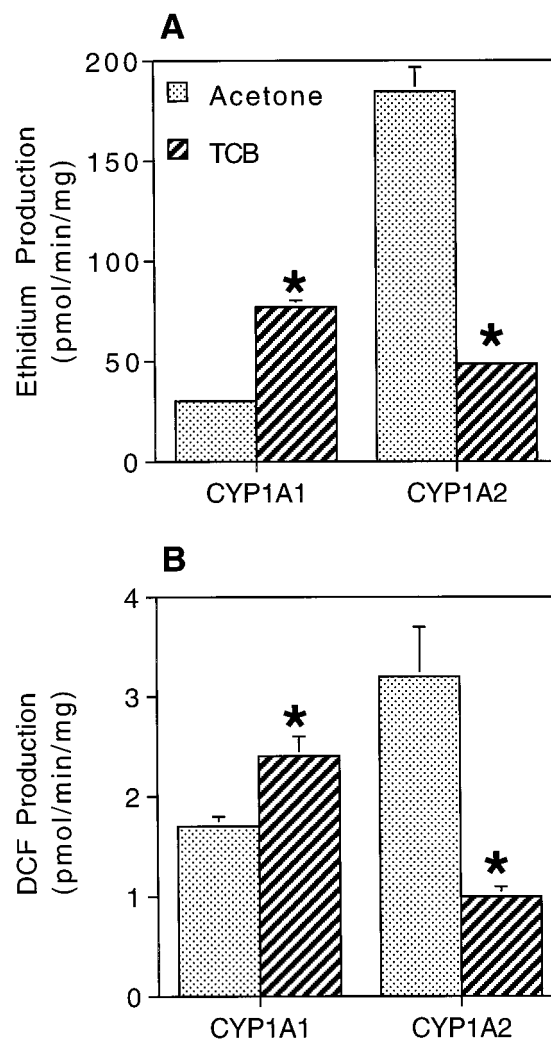 A
Ethidium Production
(pmol/min/mg)
200
150
100
50
0
Acetone
TCB
*
*
CYP1A1
CYP1A2
B
DCF Production
(pmol/min/mg)
4
3
2
1
0
*
*
CYP1A1
CYP1A2